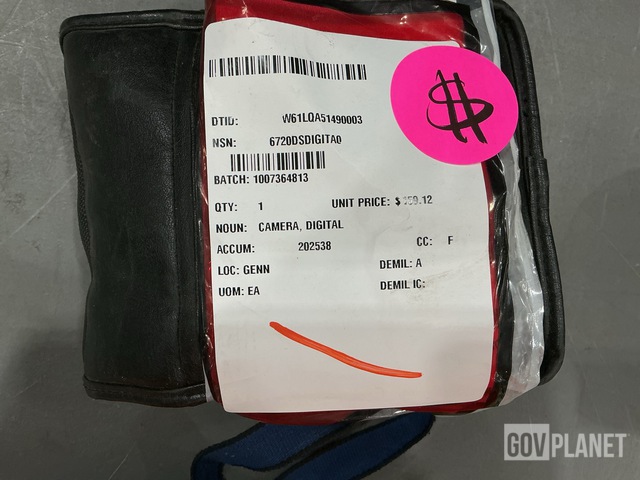 DTID: W61LQA51490003
NSN: 6720DSDIGITA0
BATCH: 1007364813
QTY: 1 UNIT PRICE:
NOUN: CAMERA, DIGITAL
ACCUM: 202538 CC: F
LOC: GENN DEMIL: A
UOM: EA DEMIL IC:
$
GOVPLANET